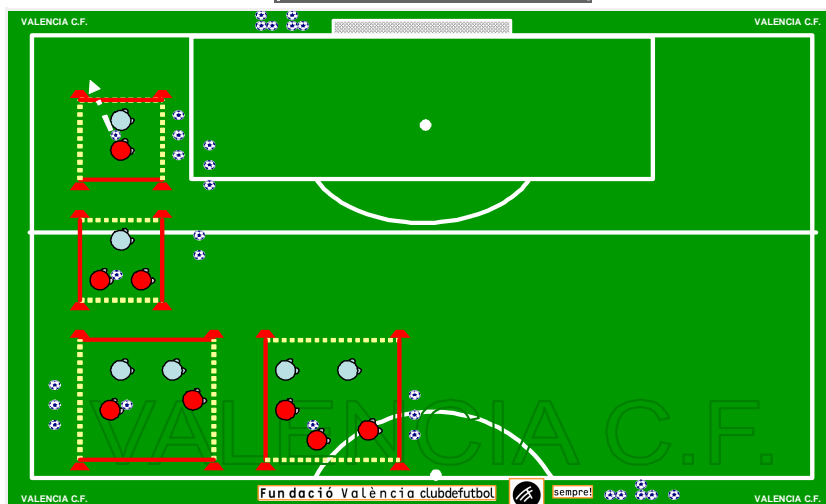 VALENCIA C.F. VALENCIA C.F.
VALENCIA C.F.
Fundació València clubdefutbol sempre!
VALENCIA C.F. VALENCIA C.F.